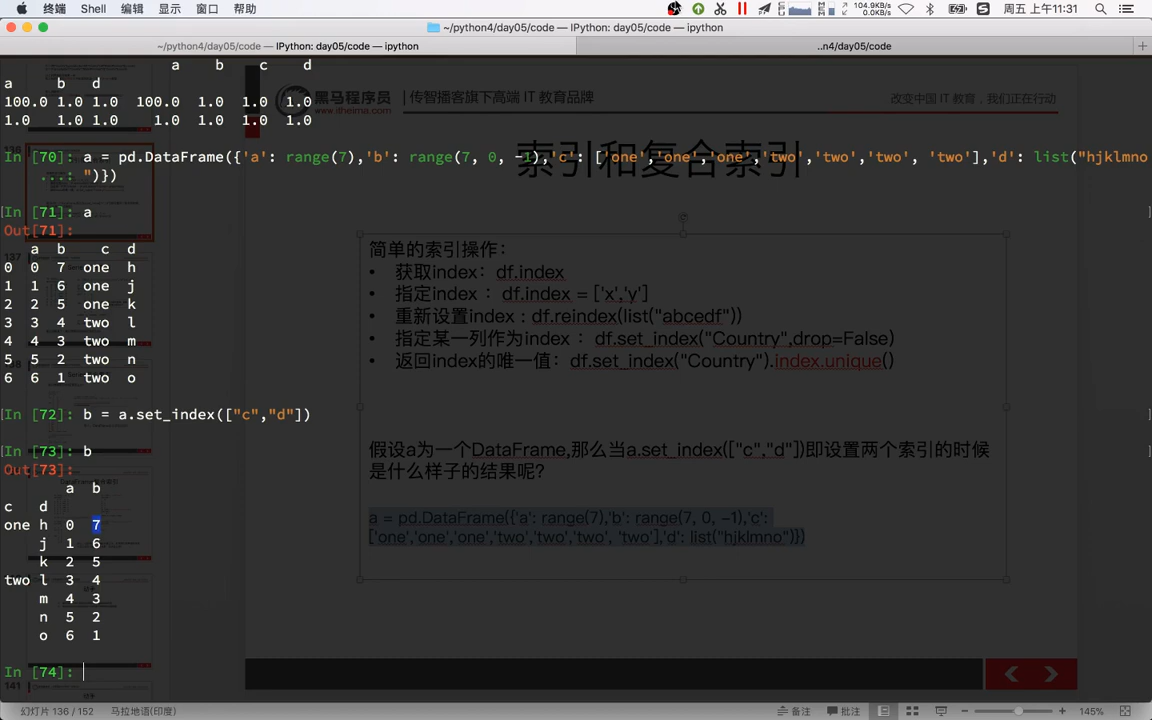 终端 Shell 编辑 显示 窗口 帮助 104.9KB/s 0.0KB/s 周五 上午11:31
~/python4/day05/code — IPython: day05/code — ipython
~/python4/day05/code — IPython: day05/code — ipython ..n4/day05/code
a b c d
a b d
100.0 1.0 1.0 100.0 1.0 1.0 1.0
1.0 1.0 1.0 1.0 1.0 1.0 1.0
黑马程序员 传智播客旗下高端 IT 教育品牌 改变中国 IT 教育，我们正在行动
www.itheima.com
索引和复合索引
In [70]: a = pd.DataFrame({'a': range(7),'b': range(7, 0, -1),'c': ['one','one','one','two','two','two', 'two'],'d': list("hjklmno
...: ")})
In [71]: a
Out[71]:
a b c d
0 0 7 one h
1 1 6 one j
2 2 5 one k
3 3 4 two l
4 4 3 two m
5 5 2 two n
6 6 1 two o
In [72]: b = a.set_index(["c","d"])
In [73]: b
Out[73]:
a b
c d
one h 0 7
j 1 6
k 2 5
two l 3 4
m 4 3
n 5 2
o 6 1
In [74]:
简单的索引操作：
• 获取index：df.index
• 指定index ：df.index = ['x','y']
• 重新设置index : df.reindex(list("abcedf"))
• 指定某一列作为index ：df.set_index("Country",drop=False)
• 返回index的唯一值：df.set_index("Country").index.unique()
假设a为一个DataFrame,那么当a.set_index(["c","d"])即设置两个索引的时候
是什么样子的结果呢?
a = pd.DataFrame({'a': range(7),'b': range(7, 0, -1),'c':
['one','one','one','two','two','two', 'two'],'d': list("hjklmno")})
137
138
141
幻灯片 136 / 152 马拉地语(印度) 备注 批注 145%